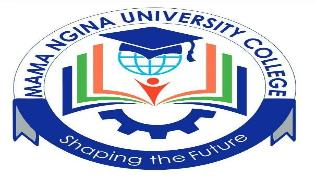 MAMA NGINA UNIVERSITY COLLEGE
Shaping the Future